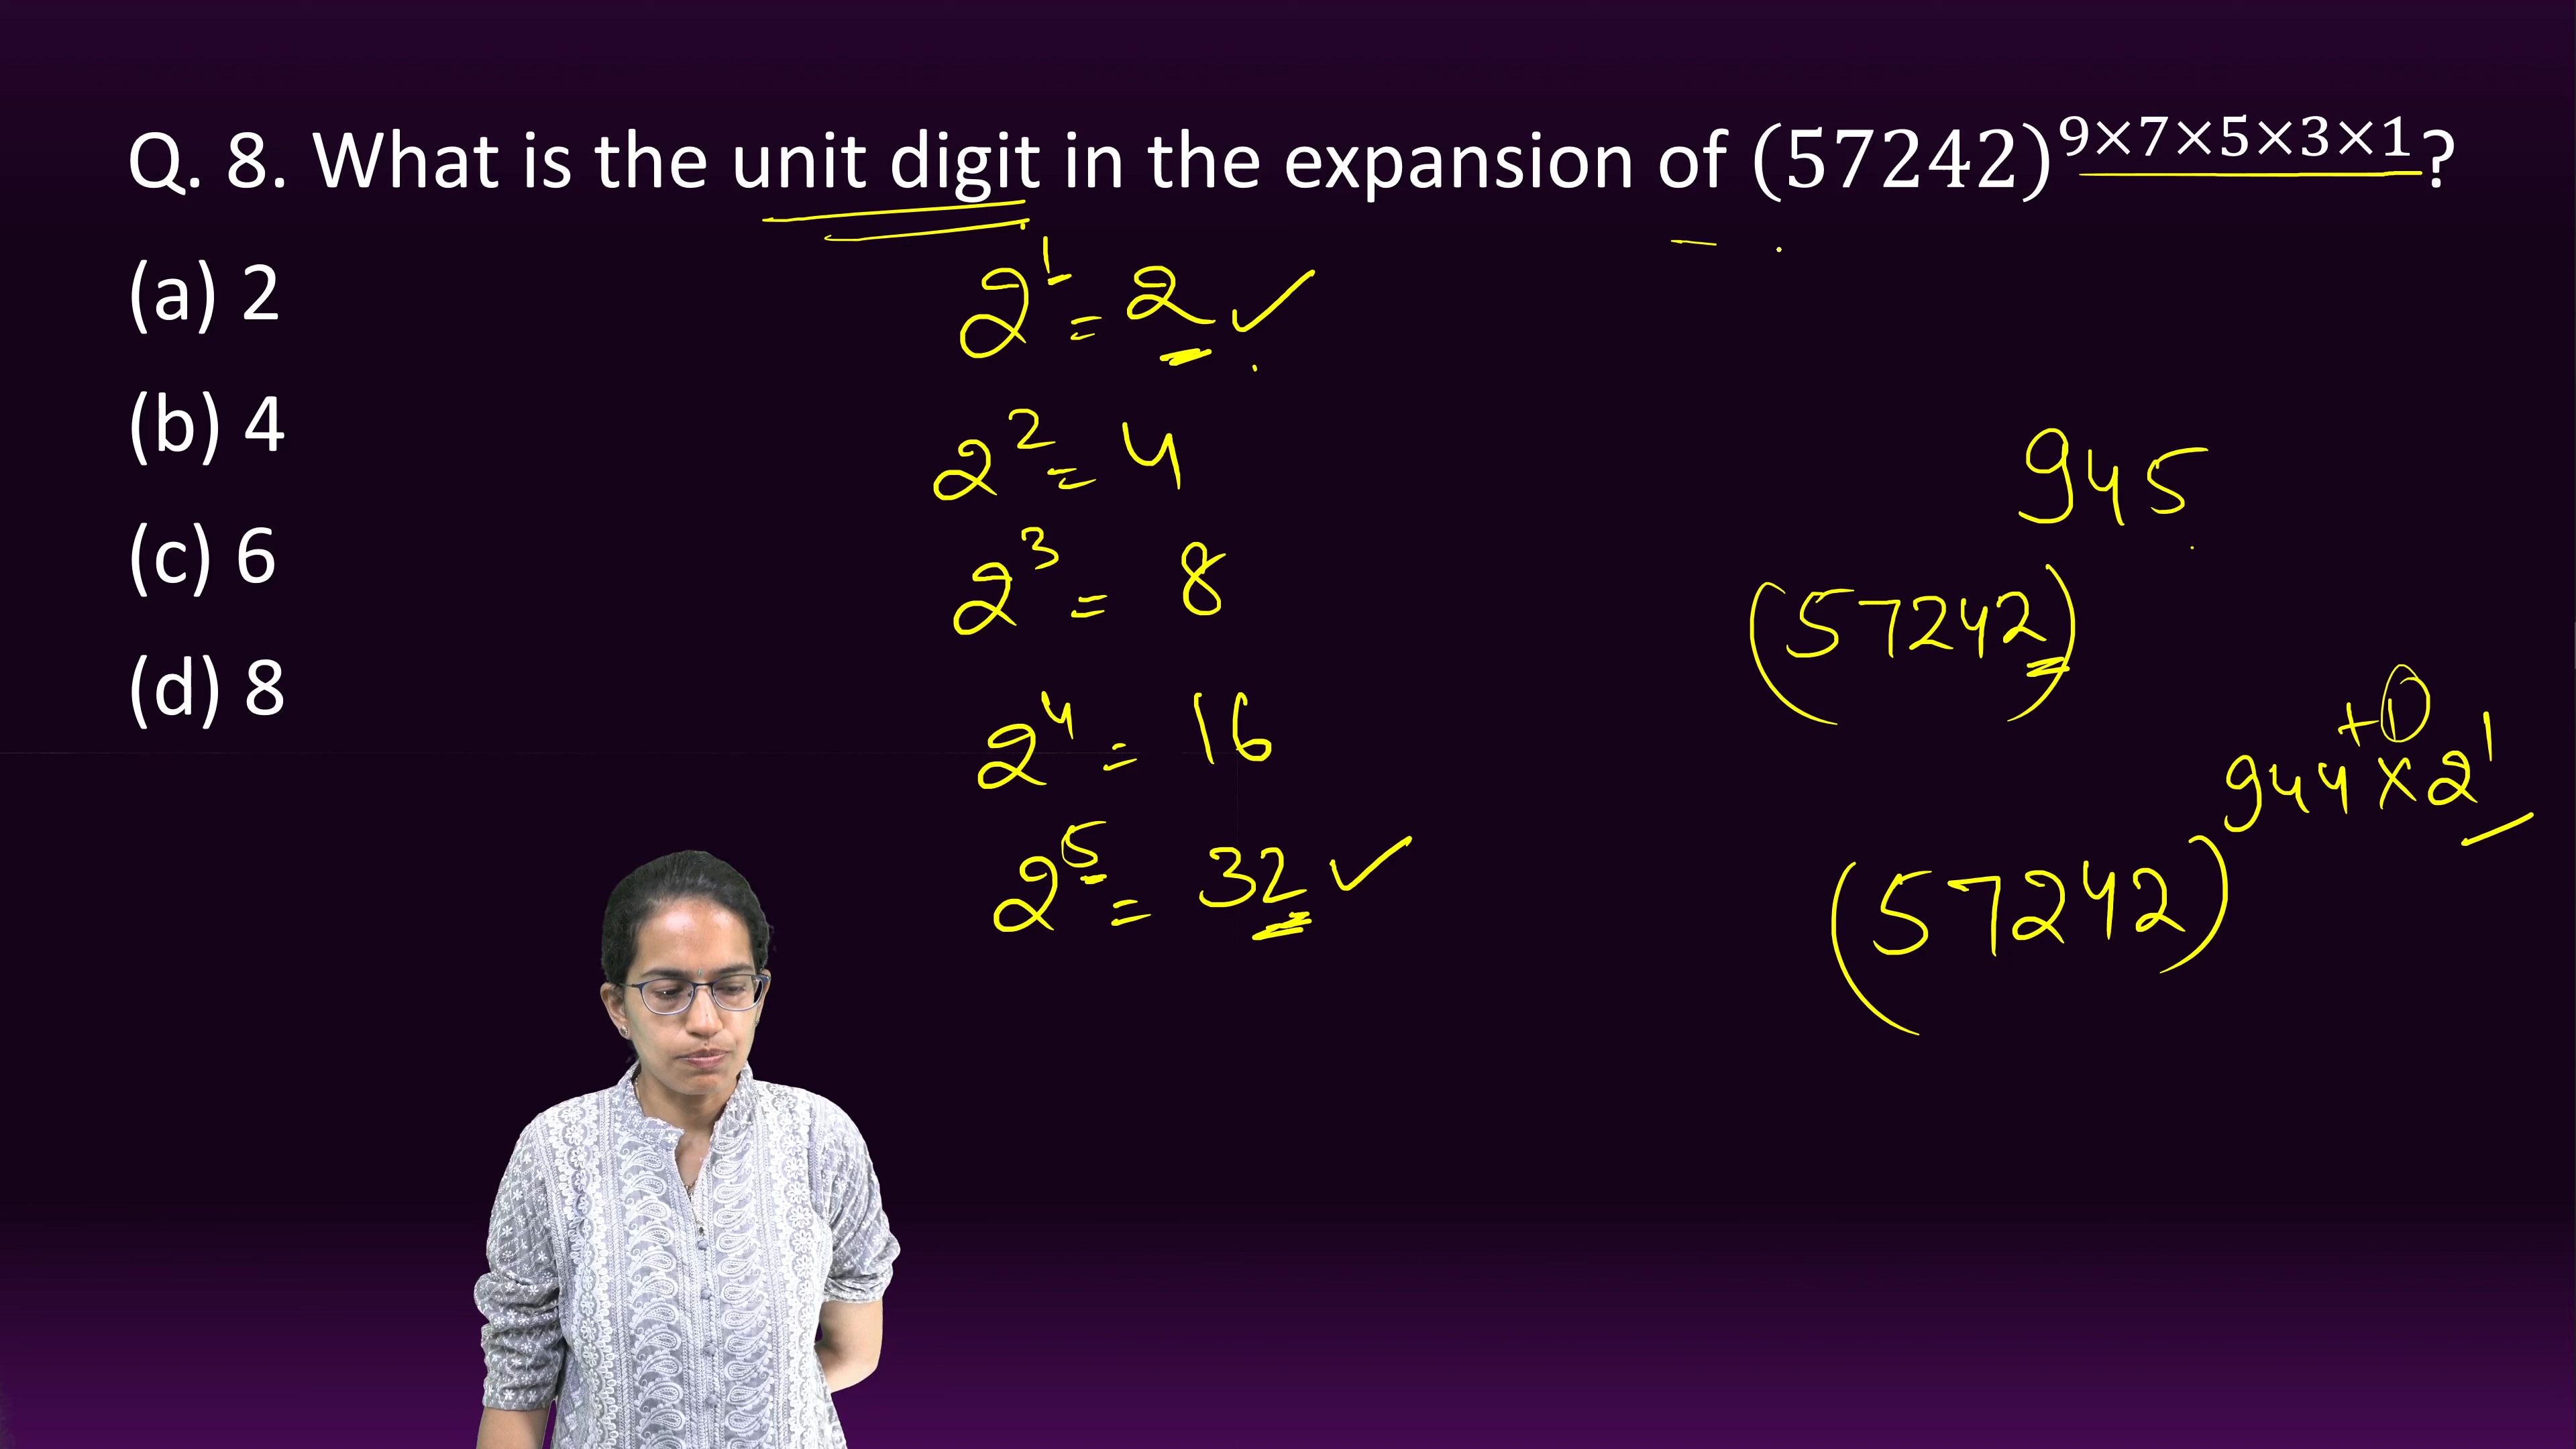 Q. 8. What is the unit digit in the expansion of (57242)^{9×7×5×3×1}?
(a) 2
(b) 4
(c) 6
(d) 8
2^1 = 2 ✓
2^2 = 4
2^3 = 8
2^4 = 16
2^5 = 32 ✓
945
(57242)
+1
944 × 2^1
(57242)